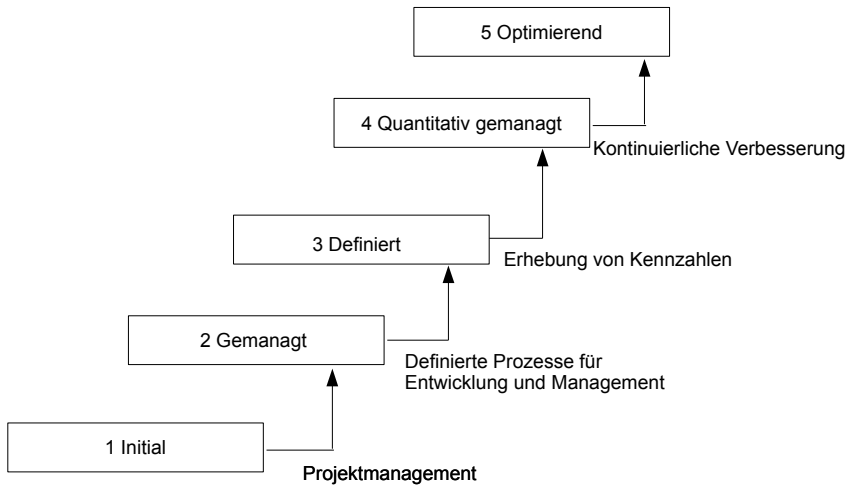 5 Optimierend
4 Quantitativ gemanagt
Kontinuierliche Verbesserung
3 Definiert
Erhebung von Kennzahlen
2 Gemanagt
Definierte Prozesse für
Entwicklung und Management
1 Initial
Projektmanagement